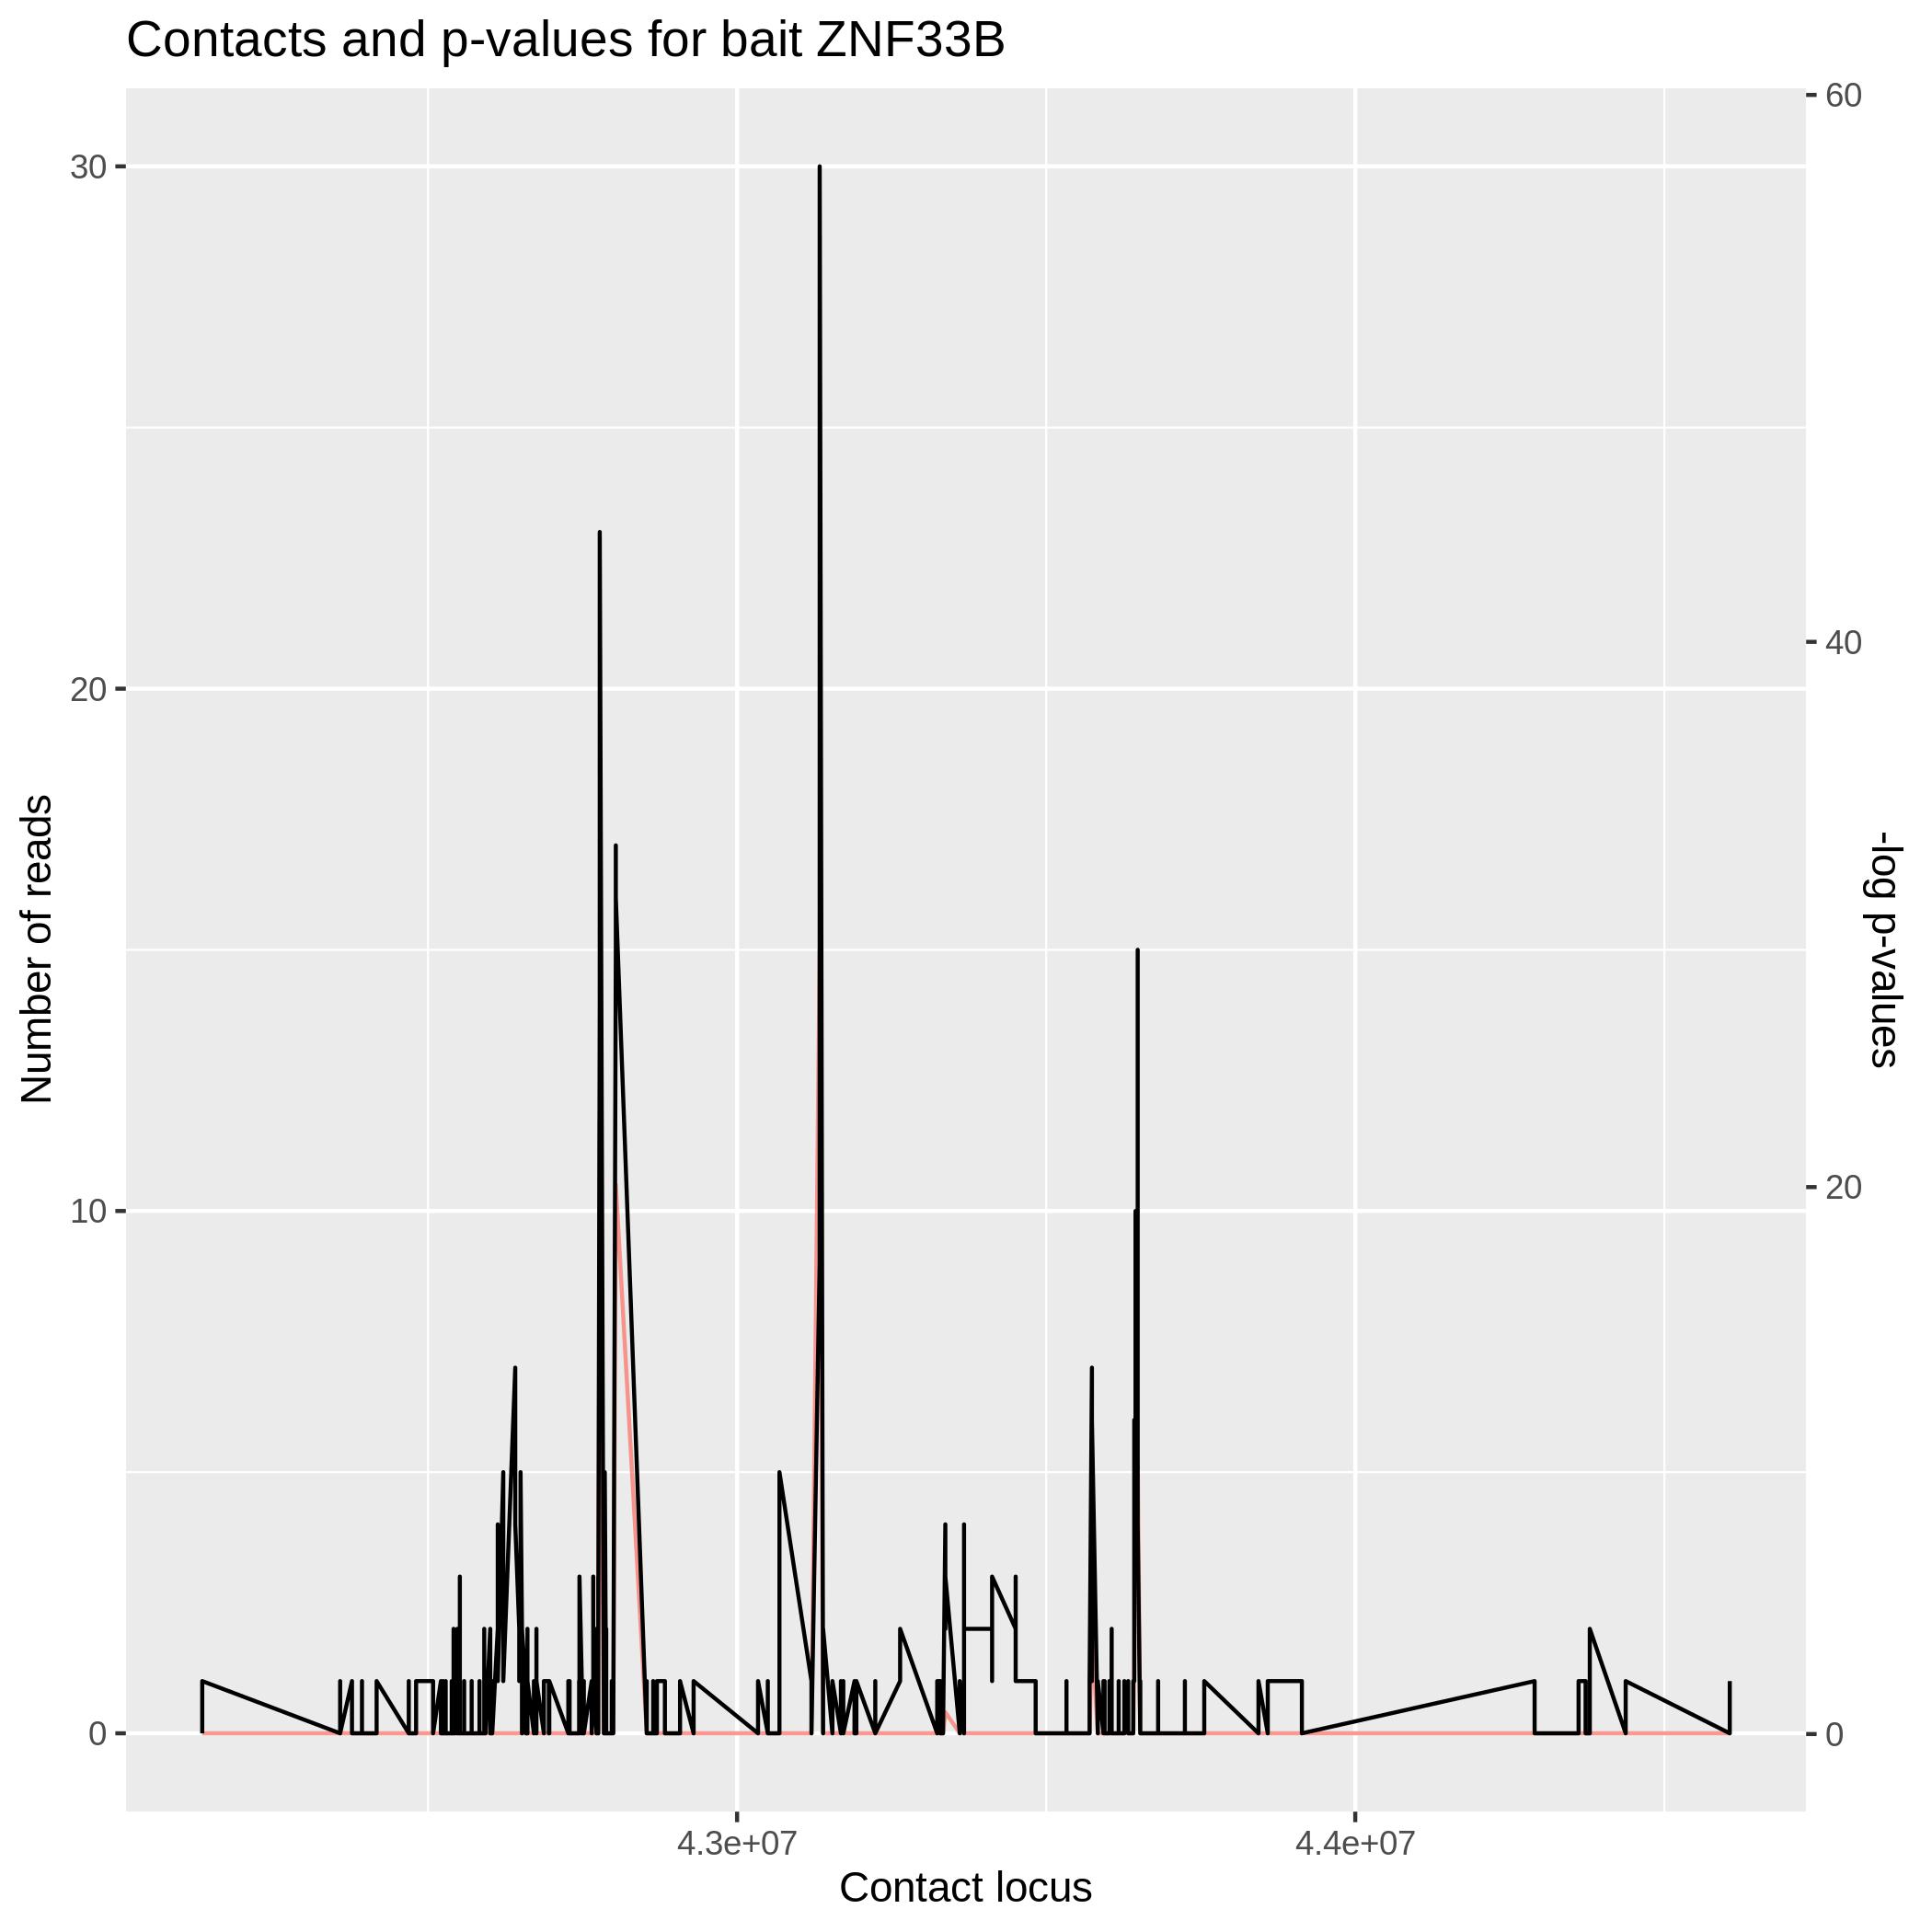 Contacts and p-values for bait ZNF33B
60
30
40
20
20
10
0
0
Number of reads
-log p-values
4.3e+07
4.4e+07
Contact locus